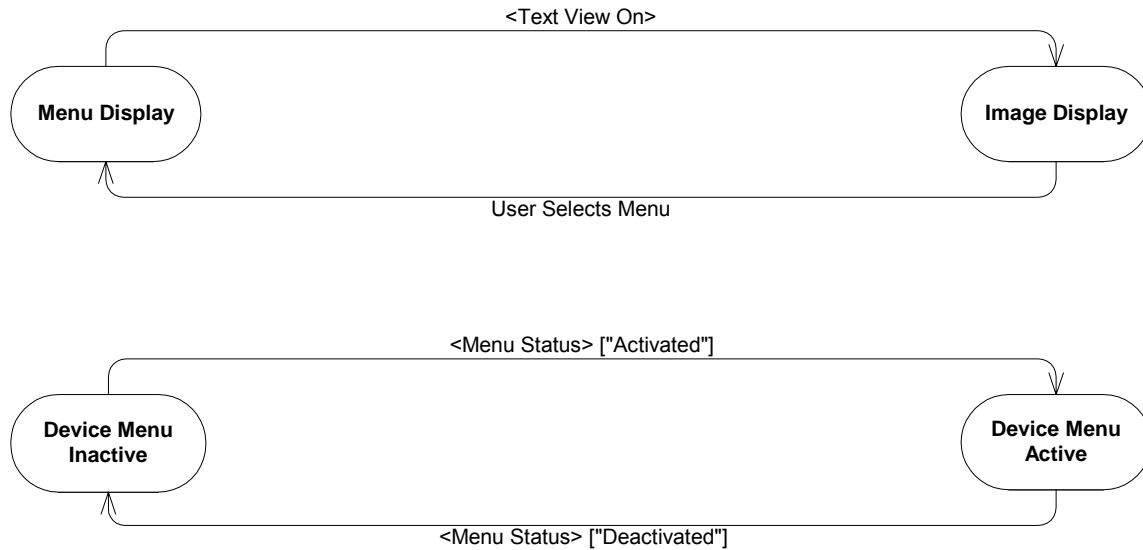 <Text View On>
Menu Display
Image Display
User Selects Menu
<Menu Status> ["Activated"]
Device Menu
Inactive
Device Menu
Active
<Menu Status> ["Deactivated"]